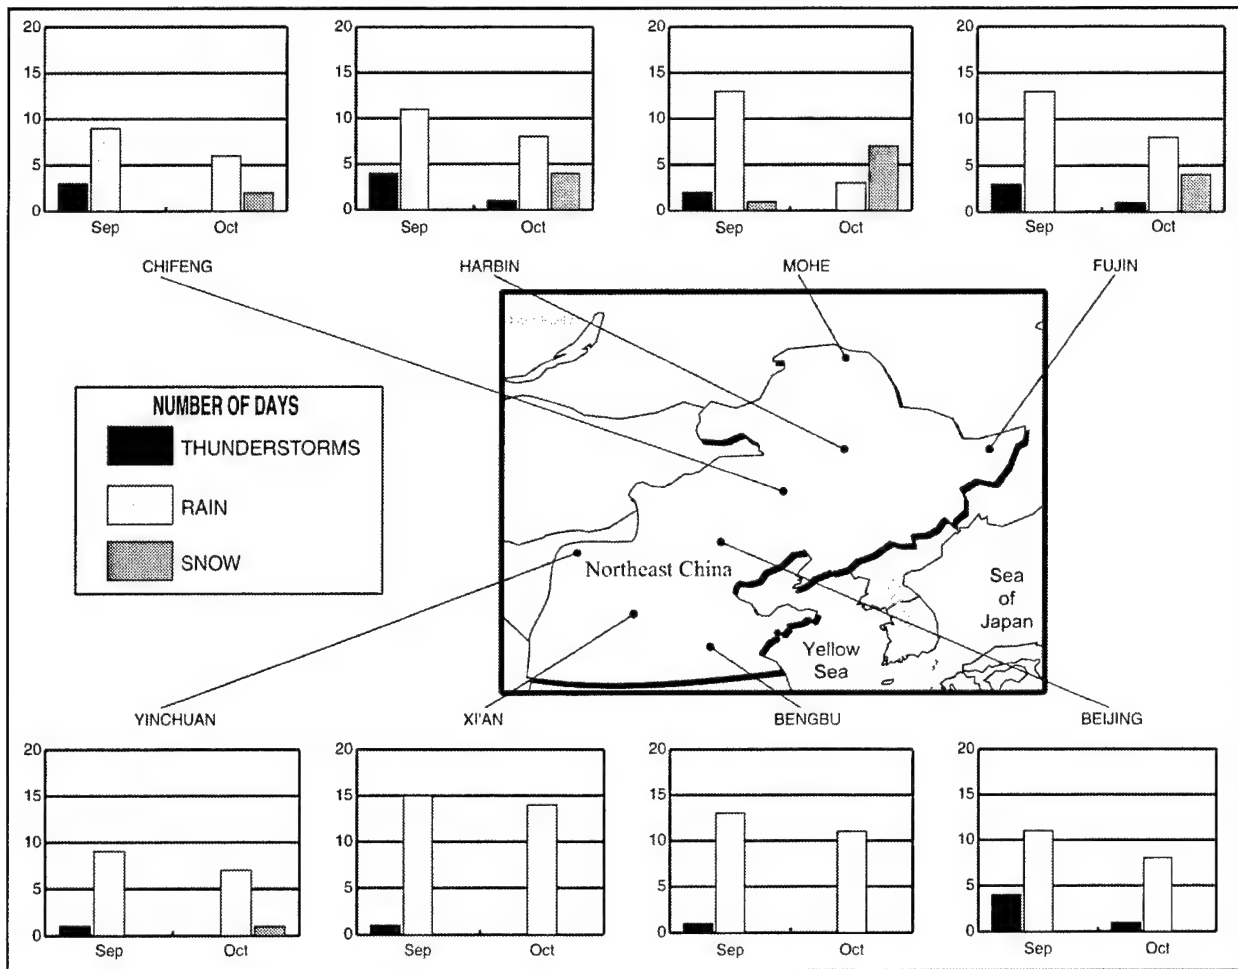 20
15
10
5
0
Sep Oct
20
15
10
5
0
Sep Oct
20
15
10
5
0
Sep Oct
20
15
10
5
0
Sep Oct
CHIFENG
HARBIN
MOHE
FUJIN
NUMBER OF DAYS
THUNDERSTORMS
RAIN
SNOW
Northeast China
Sea
of
Japan
Yellow
Sea
YINCHUAN
XI'AN
BENGBU
BEIJING
20
15
10
5
0
Sep Oct
20
15
10
5
0
Sep Oct
20
15
10
5
0
Sep Oct
20
15
10
5
0
Sep Oct